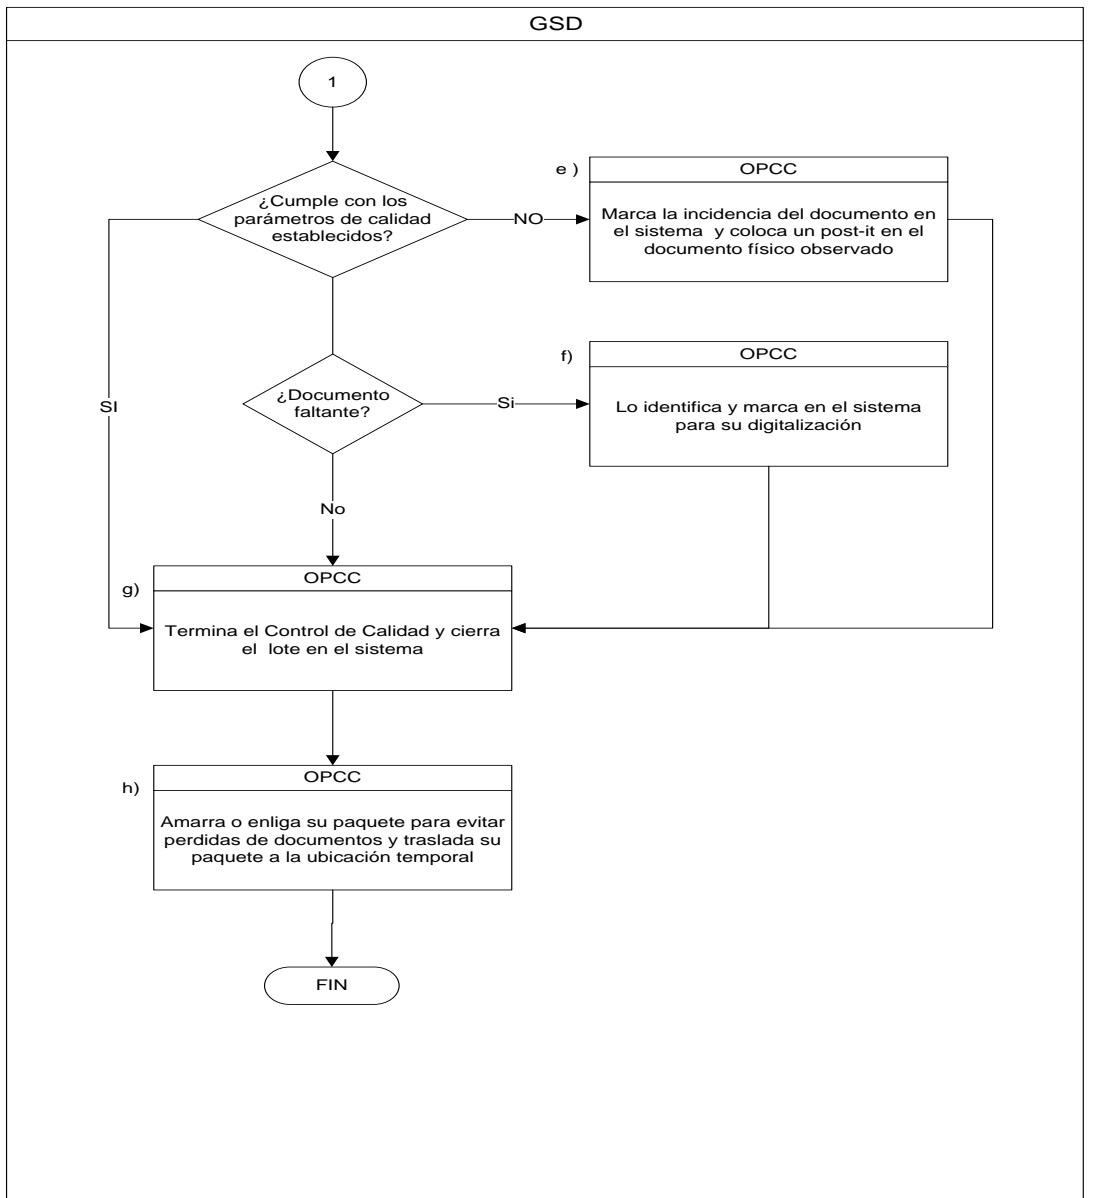 GSD
1
¿Cumple con los
parámetros de calidad
establecidos?
NO
e )
OPCC
Marca la incidencia del documento en
el sistema y coloca un post-it en el
documento físico observado
SI
¿Documento
faltante?
Si
f)
OPCC
Lo identifica y marca en el sistema
para su digitalización
No
g)
OPCC
Termina el Control de Calidad y cierra
el lote en el sistema
h)
OPCC
Amarra o enliga su paquete para evitar
perdidas de documentos y traslada su
paquete a la ubicación temporal
FIN